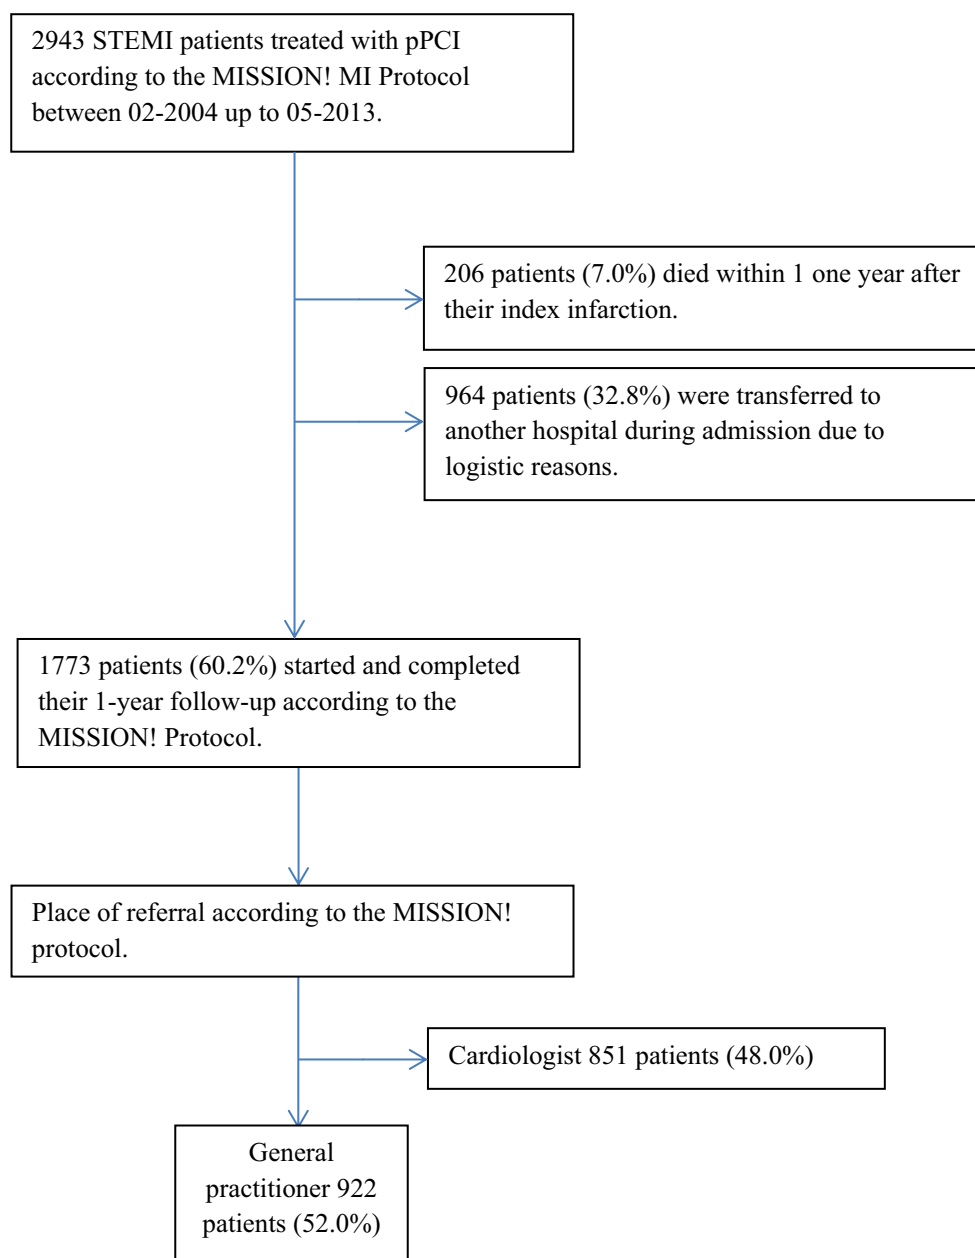 2943 STEMI patients treated with pPCI
according to the MISSION! MI Protocol
between 02-2004 up to 05-2013.
206 patients (7.0%) died within 1 one year after
their index infarction.
964 patients (32.8%) were transferred to
another hospital during admission due to
logistic reasons.
1773 patients (60.2%) started and completed
their 1-year follow-up according to the
MISSION! Protocol.
Place of referral according to the MISSION!
protocol.
Cardiologist 851 patients (48.0%)
General
practitioner 922
patients (52.0%)